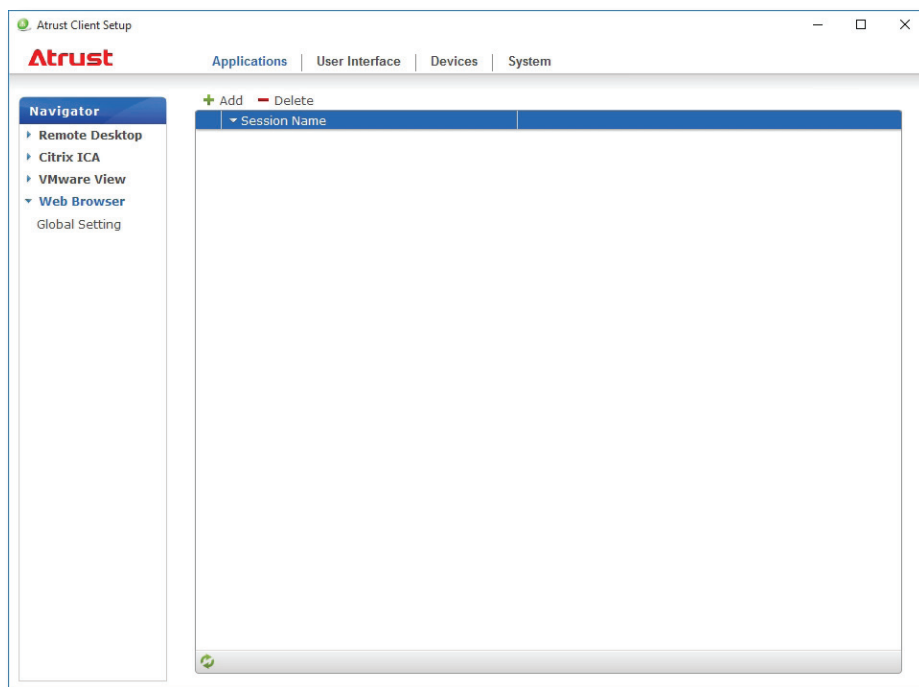 Atrust Client Setup
Atrust
Applications User Interface Devices System
Navigator
Remote Desktop
Citrix ICA
VMware View
Web Browser
Global Setting
Add Delete
Session Name